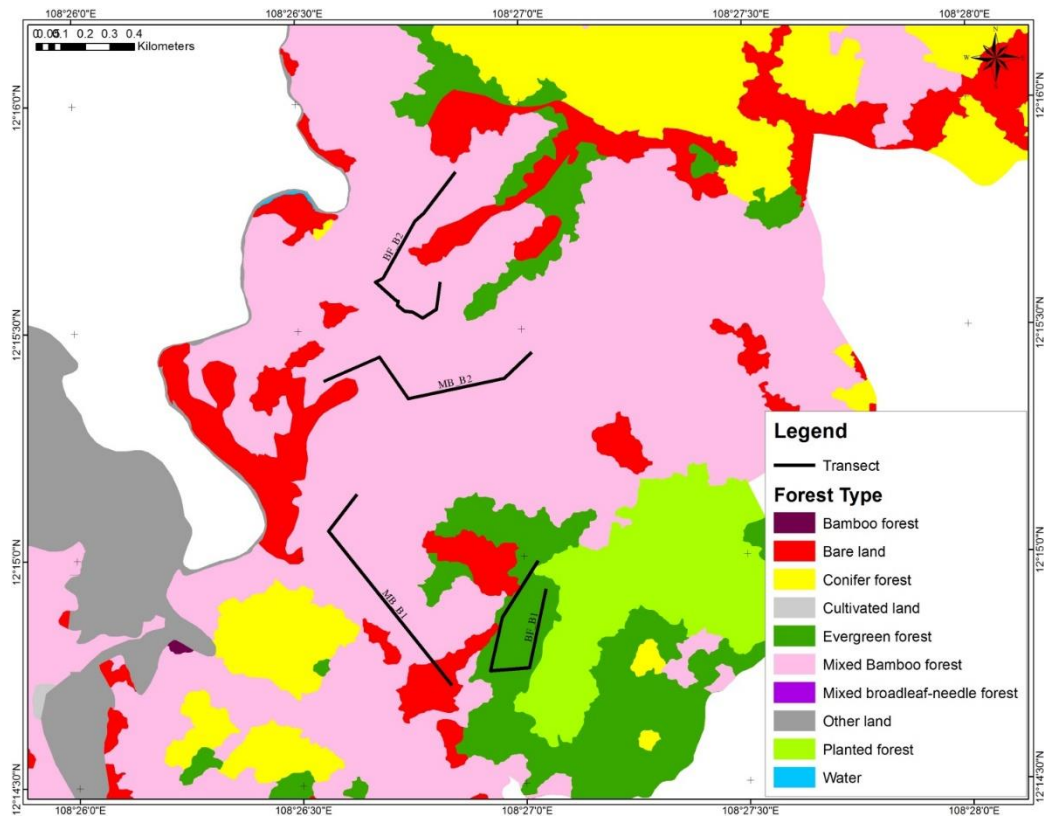 108°26'0"E 108°26'30"E 108°27'0"E 108°27'30"E 108°28'0"E
0 0.05 0.1 0.2 0.3 0.4
Kilometers
N
W
12°16'0"N 12°16'0"N
BF_B2
12°15'30"N 12°15'30"N
MB_B2
Legend
Transect
Forest Type
Bamboo forest
Bare land
Conifer forest
Cultivated land
Evergreen forest
Mixed Bamboo forest
Mixed broadleaf-needle forest
Other land
Planted forest
Water
12°15'0"N 12°15'0"N
MB_B1
BF_B1
12°14'30"N 12°14'30"N
108°26'0"E 108°26'30"E 108°27'0"E 108°27'30"E 108°28'0"E